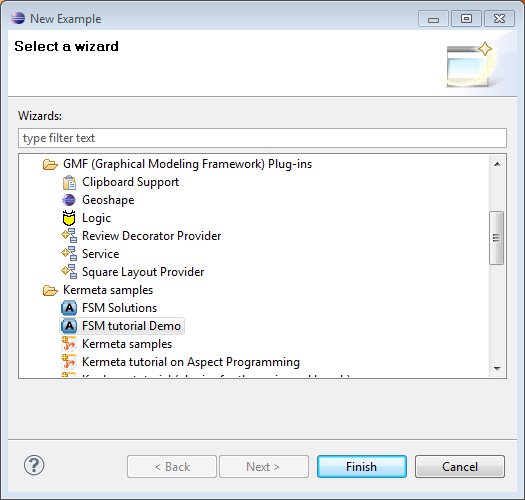 New Example
Select a wizard
Wizards:
type filter text
GMF (Graphical Modeling Framework) Plug-ins
Clipboard Support
Geoshape
Logic
Review Decorator Provider
Service
Square Layout Provider
Kermeta samples
FSM Solutions
FSM tutorial Demo
Kermeta samples
Kermeta tutorial on Aspect Programming
< Back
Next >
Finish
Cancel